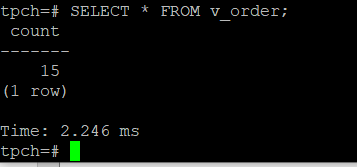 tpch=# SELECT * FROM v_order;
 count
-------
    15
(1 row)

Time: 2.246 ms
tpch=#